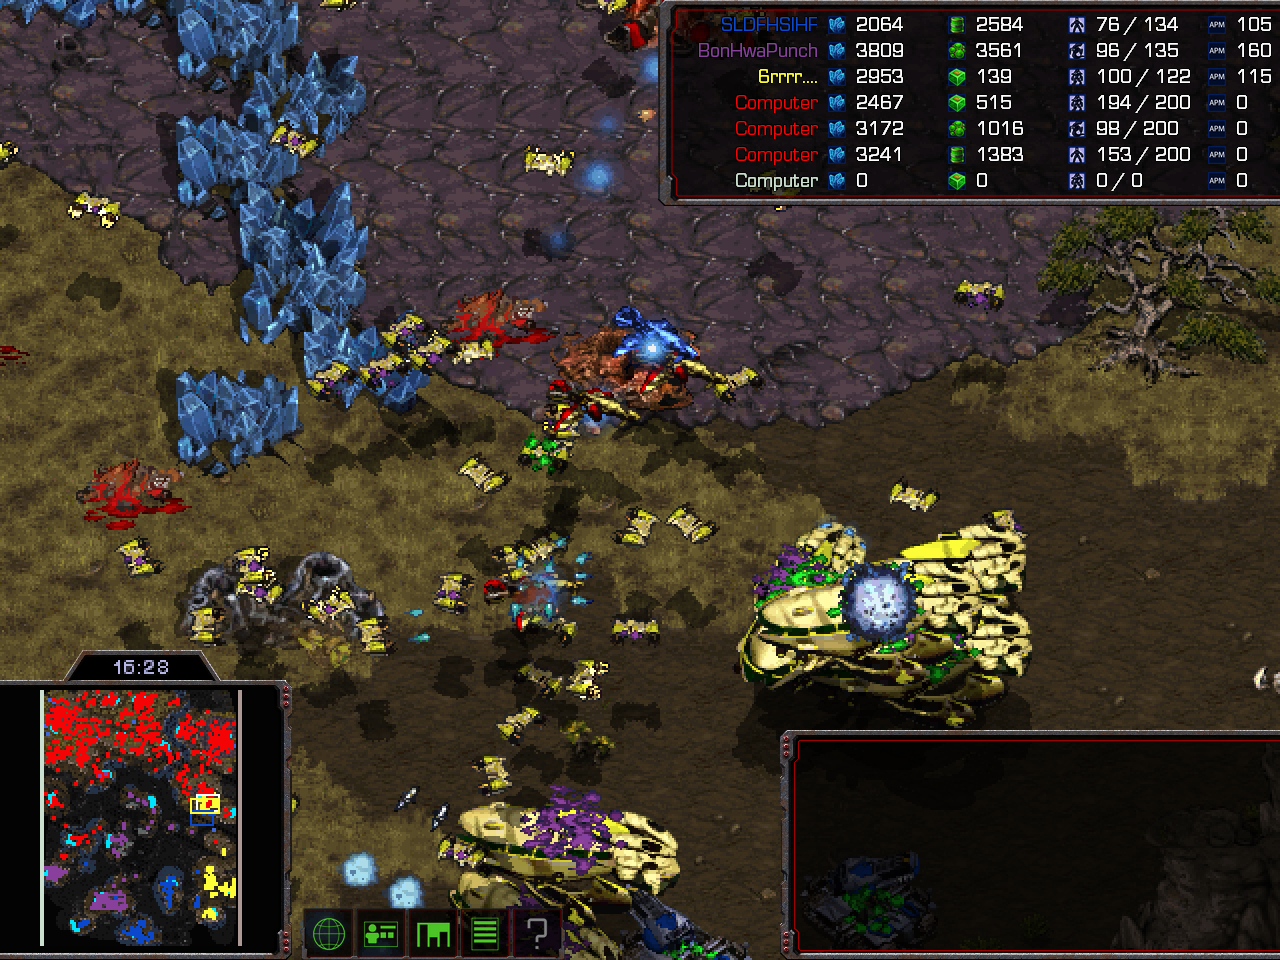 SLDFHSIHF 2064 2584 76 / 134 APM 105
BonHwaPunch 3809 3561 96 / 135 APM 160
Grrrr.... 2953 139 100 / 122 APM 115
Computer 2467 515 194 / 200 APM 0
Computer 3172 1016 98 / 200 APM 0
Computer 3241 1383 153 / 200 APM 0
Computer 0 0 0 / 0 APM 0
16:28
?